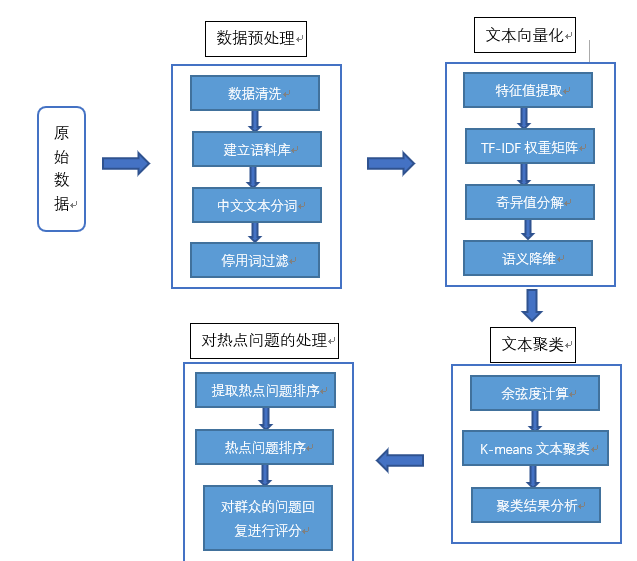 原
始
数
据
数据预处理
数据清洗
建立语料库
中文文本分词
停用词过滤
文本向量化
特征值提取
TF-IDF 权重矩阵
奇异值分解
语义降维
文本聚类
余弦度计算
K-means 文本聚类
聚类结果分析
对热点问题的处理
提取热点问题排序
热点问题排序
对群众的问题回
复进行评分